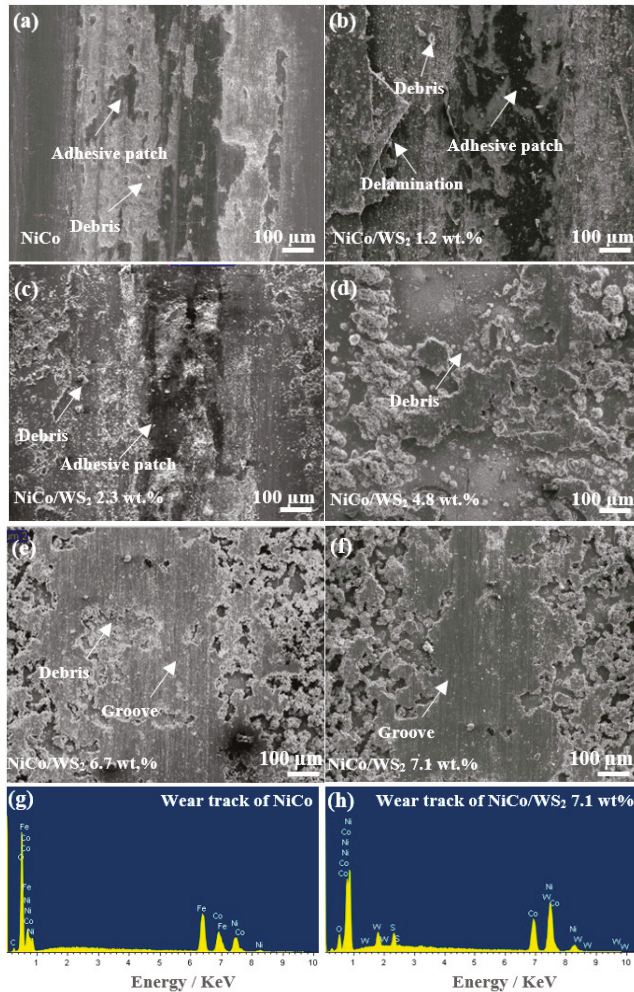 (a)
Adhesive patch
Debris
NiCo
100 µm
(b)
Debris
Adhesive patch
Delamination
NiCo/WS₂ 1.2 wt.%
100 µm
(c)
Debris
Adhesive patch
NiCo/WS₂ 2.3 wt.%
100 µm
(d)
Debris
NiCo/WS₂ 4.8 wt.%
100 µm
(e)
Debris
Groove
NiCo/WS₂ 6.7 wt,%
100 µm
(f)
Groove
NiCo/WS₂ 7.1 wt.%
100 µm
(g)
Wear track of NiCo
Fe
Co
Co
O
Fe
Ni
Ni
Co
Ni
C
Fe
Co
Fe
Ni
Co
Ni
1 2 3 4 5 6 7 8 9 10
Energy / KeV
(h)
Wear track of NiCo/WS₂ 7.1 wt%
Ni
Co
Ni
Ni
Co
Co
O
W
W
W
S
S
Co
Ni
W
Co
W
Ni
W
W
W
1 2 3 4 5 6 7 8 9 10
Energy / KeV